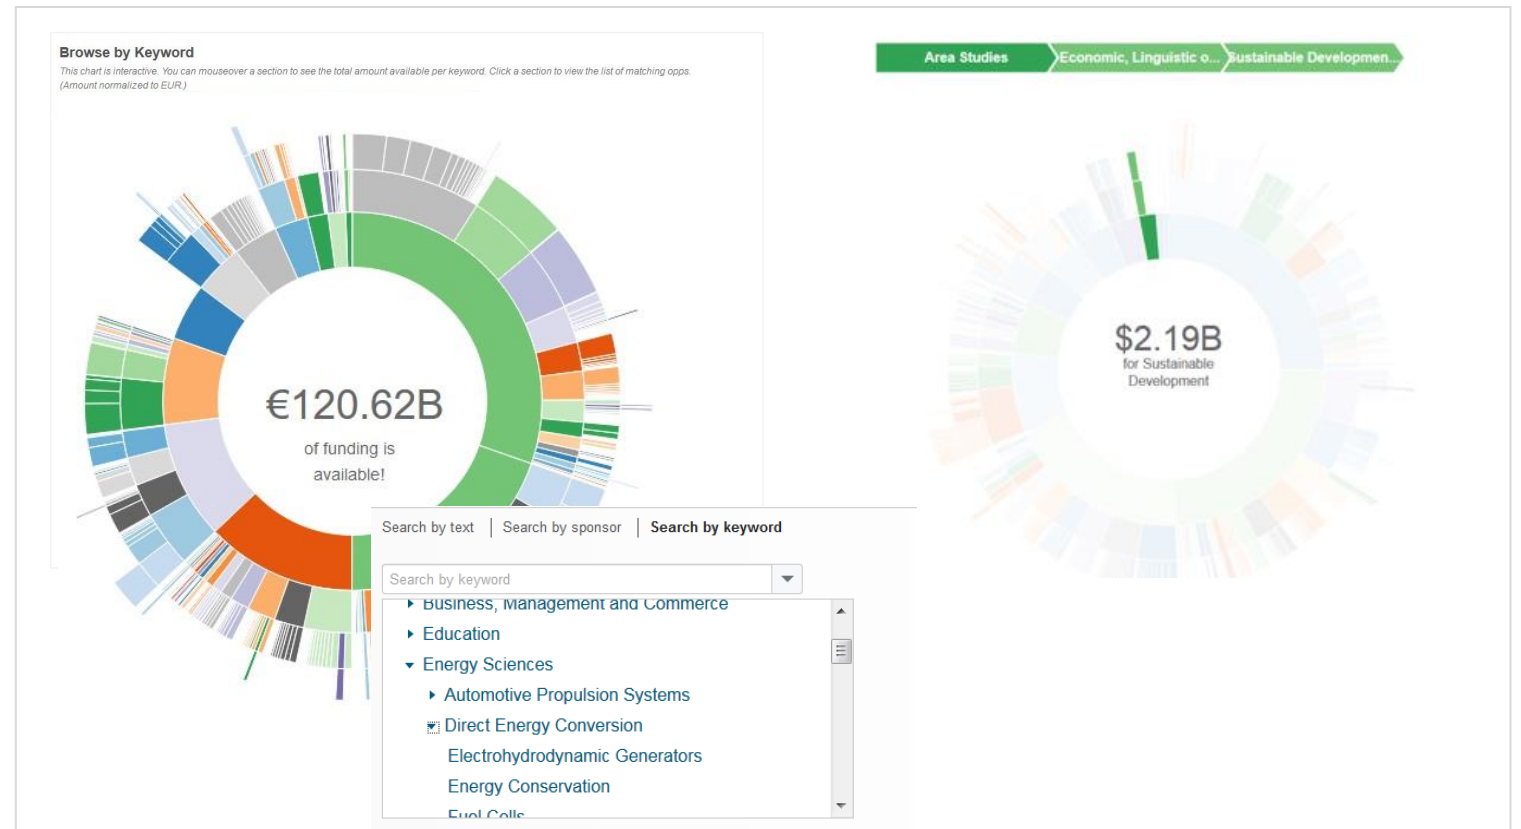 Browse by Keyword
This chart is interactive. You can mouseover a section to see the total amount available per keyword. Click a section to view the list of matching opps.
(Amount normalized to EUR.)
€120.62B
of funding is
available!
Area Studies
Economic, Linguistic o...
Sustainable Developmen...
$2.19B
for Sustainable
Development
Search by text
Search by sponsor
Search by keyword
Search by keyword
Business, Management and Commerce
Education
Energy Sciences
Automotive Propulsion Systems
Direct Energy Conversion
Electrohydrodynamic Generators
Energy Conservation
Fuel Cells